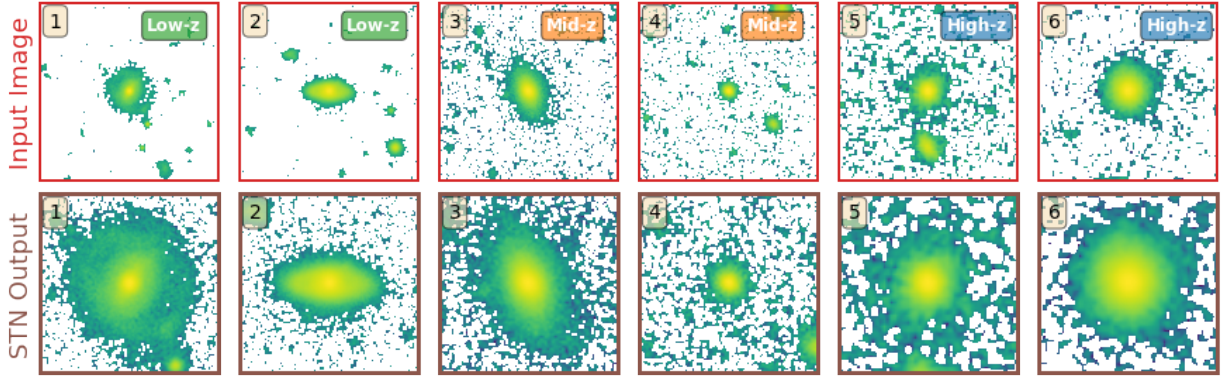 Input Image
1 Low-z
2 Low-z
3 Mid-z
4 Mid-z
5 High-z
6 High-z
STN Output
1
2
3
4
5
6